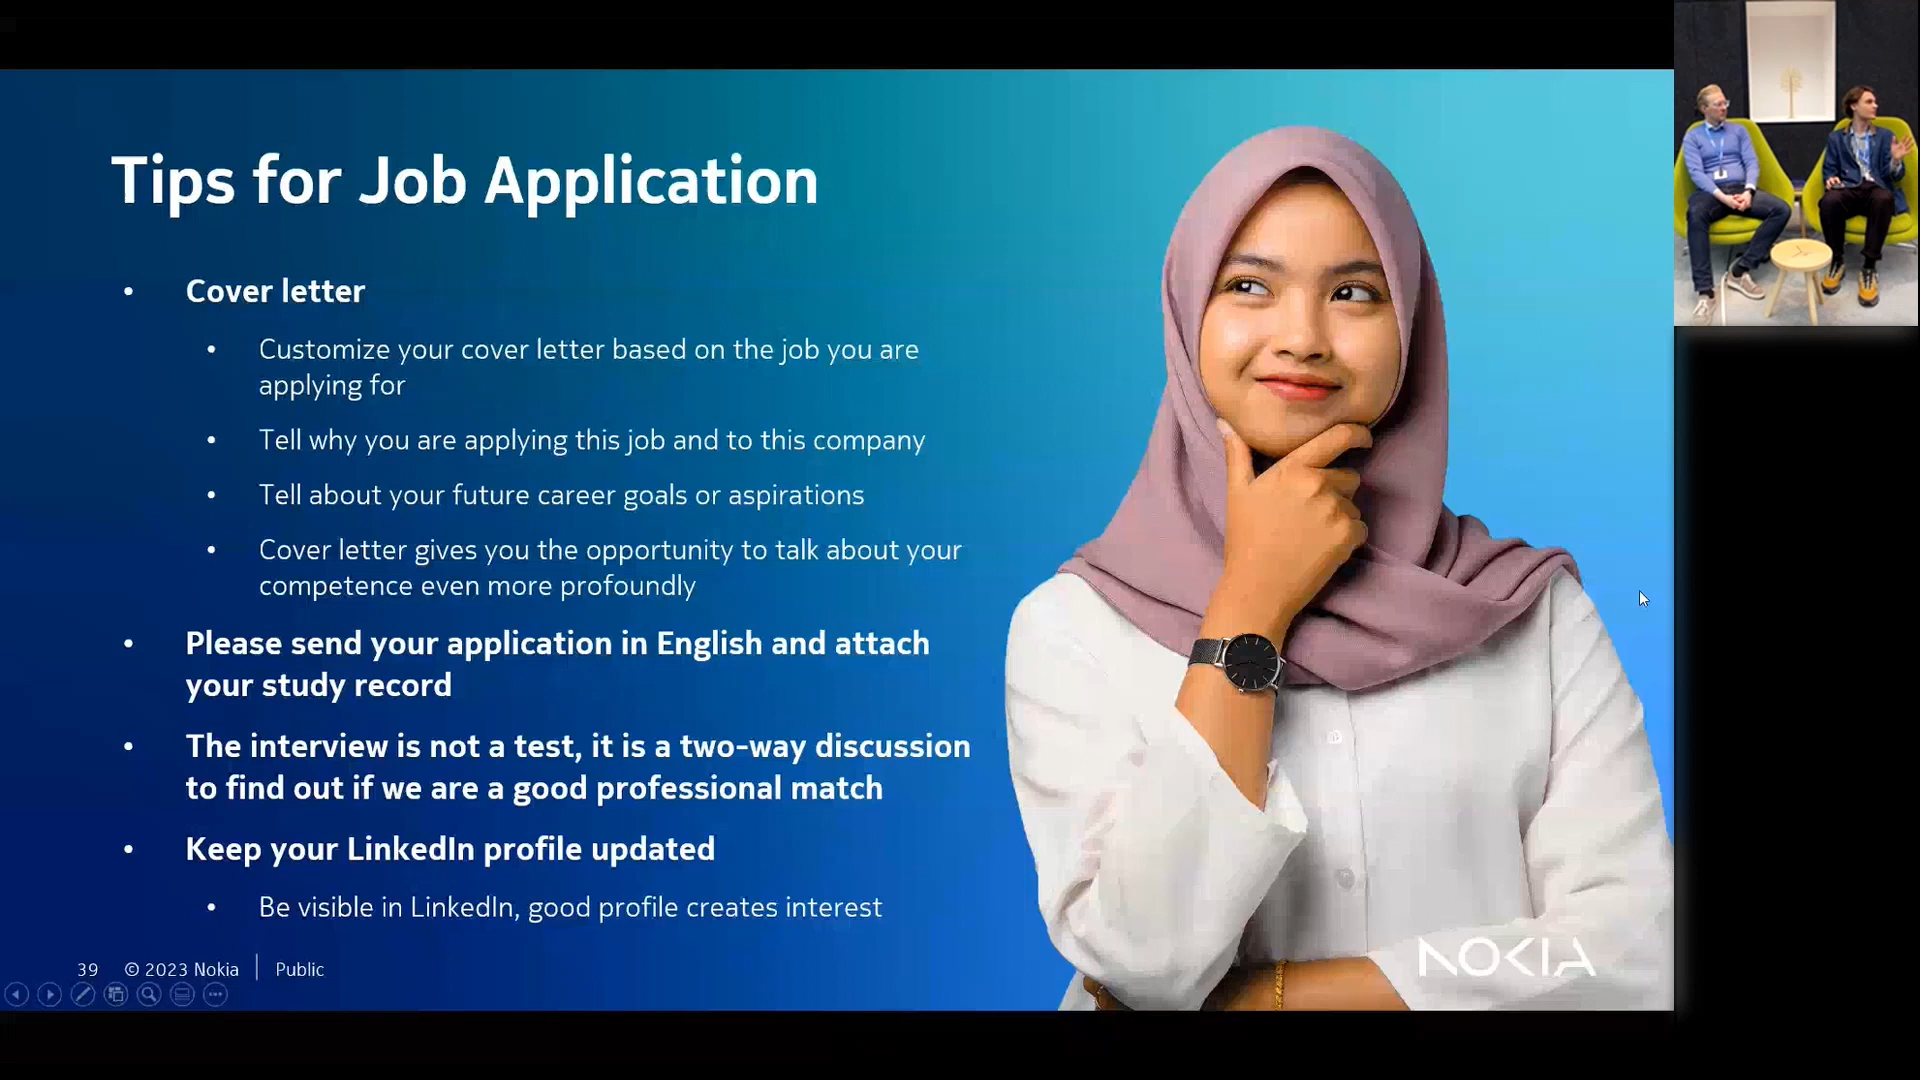 Tips for Job Application
• Cover letter
• Customize your cover letter based on the job you are
applying for
• Tell why you are applying this job and to this company
• Tell about your future career goals or aspirations
• Cover letter gives you the opportunity to talk about your
competence even more profoundly
• Please send your application in English and attach
your study record
• The interview is not a test, it is a two-way discussion
to find out if we are a good professional match
• Keep your LinkedIn profile updated
• Be visible in LinkedIn, good profile creates interest
39 © 2023 Nokia | Public
NOKIA